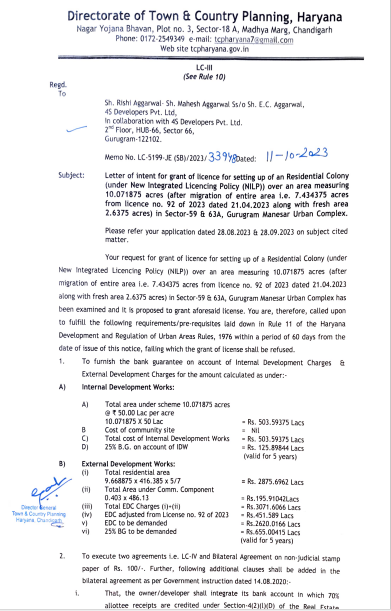 Directorate of Town & Country Planning, Haryana
Nagar Yojana Bhavan, Plot no. 3, Sector-18 A, Madhya Marg, Chandigarh
Phone: 0172-2549349 e-mail: tcpharyana7@gmail.com
Web site tcpharyana.gov.in
LC-III
(See Rule 10)
Regd.
To
Sh. Rishi Aggarwal- Sh. Mahesh Aggarwal Ss/o Sh. E.C. Aggarwal,
4S Developers Pvt. Ltd,
In collaboration with 4S Developers Pvt. Ltd.
2nd Floor, HUB-66, Sector 66,
Gurugram-122102.
Memo No. LC-5199-JE (SB)/2023/ 33948 Dated: 11-10-2023
Subject: Letter of intent for grant of licence for setting up of an Residential Colony
(under New Integrated Licencing Policy (NILP)) over an area measuring
10.071875 acres (after migration of entire area i.e. 7.434375 acres
from licence no. 92 of 2023 dated 21.04.2023 along with fresh area
2.6375 acres) in Sector-59 & 63A, Gurugram Manesar Urban Complex.
Please refer your application dated 28.08.2023 & 28.09.2023 on subject cited
matter.
Your request for grant of licence for setting up of a Residential Colony (under
New Integrated Licencing Policy (NILP)) over an area measuring 10.071875 acres (after
migration of entire area i.e. 7.434375 acres from licence no. 92 of 2023 dated 21.04.2023
along with fresh area 2.6375 acres) in Sector-59 & 63A, Gurugram Manesar Urban Complex has
been examined and it is proposed to grant aforesaid license. You are, therefore, called upon
to fulfill the following requirements/pre-requisites laid down in Rule 11 of the Haryana
Development and Regulation of Urban Areas Rules, 1976 within a period of 60 days from the
date of issue of this notice, failing which the grant of license shall be refused.
1. To furnish the bank guarantee on account of Internal Development Charges &
External Development Charges for the amount calculated as under:-
A) Internal Development Works:
A) Total area under scheme 10.071875 acres
@ ₹ 50.00 Lac per acre
10.071875 X 50 Lac = Rs. 503.59375 Lacs
B Cost of community site = Nil
C) Total cost of Internal Development Works = Rs. 503.59375 Lacs
D) 25% B.G. on account of IDW = Rs. 125.89844 Lacs
(valid for 5 years)
B) External Development Works:
(i) Total residential area
9.668875 x 416.385 x 5/7 = Rs. 2875.6962 Lacs
(ii) Total Area under Comm. Component
0.403 x 486.13 = Rs.195.91042Lacs
(iii) Total EDC Charges (i)+(ii) = Rs.3071.6066 Lacs
(iv) EDC adjusted from License no. 92 of 2023 = Rs.451.589 Lacs
v) EDC to be demanded = Rs.2620.0166 Lacs
vi) 25% BG to be demanded = Rs.655.00415 Lacs
(valid for 5 years)
Director General
Town & Country Planning
Haryana, Chandigarh
2. To execute two agreements i.e. LC-IV and Bilateral Agreement on non-judicial stamp
paper of Rs. 100/-. Further, following additional clauses shall be added in the
bilateral agreement as per Government instruction dated 14.08.2020:-
i. That, the owner/developer shall integrate its bank account in which 70%
allottee receipts are credited under Section-4(2)(l)(D) of the Real Estate